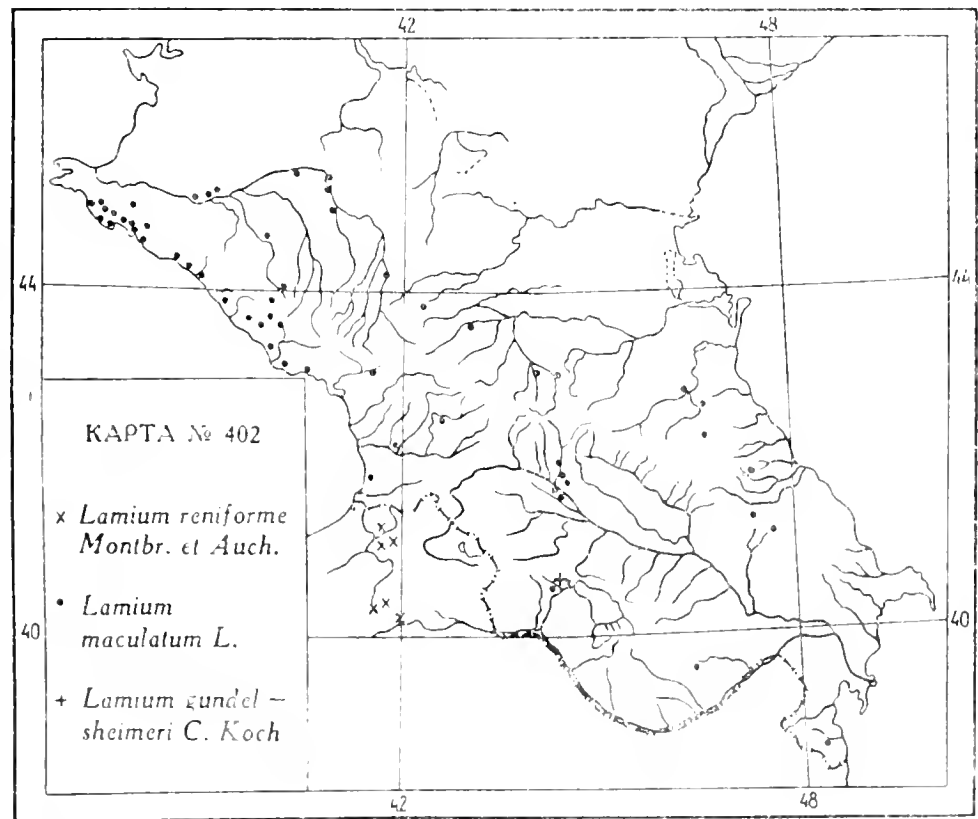 42 48
44 44
КАРТА № 402
x Lamium reniforme
Montbr. et Auch.
• Lamium
maculatum L.
+ Lamium gundel –
sheimeri C. Koch
40 40
42 48